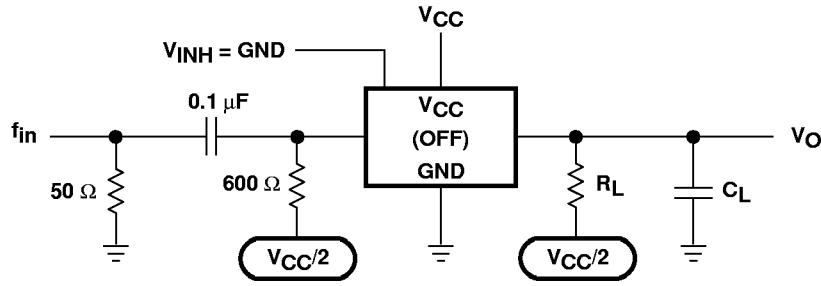 VCC
VINH = GND
0.1 μF
VCC
(OFF)
GND
fin
VO
50 Ω
600 Ω
RL
CL
VCC/2
VCC/2